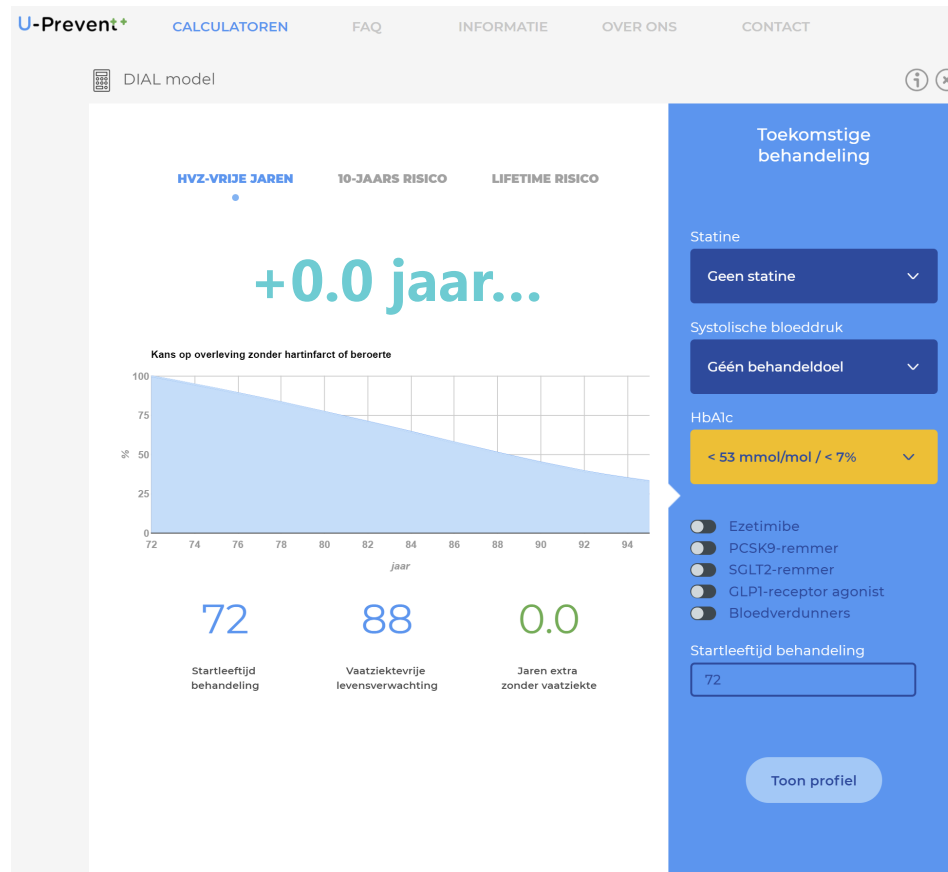 U-Prevent
CALCULATOREN
FAQ
INFORMATIE
OVER ONS
CONTACT
DIAL model
HVZ-VRIJE JAREN
10-JAARS RISICO
LIFETIME RISICO
+0.0 jaar...
Kans op overleving zonder hartinfarct of beroerte
100
75
50
25
0
%
72 74 76 78 80 82 84 86 88 90 92 94
jaar
72
88
0.0
Startleeftijd
behandeling
Vaatziektevrije
levensverwachting
Jaren extra
zonder vaatziekte
Toekomstige
behandeling
Statine
Geen statine
Systolische bloeddruk
Géén behandeldoel
HbA1c
< 53 mmol/mol / < 7%
Ezetimibe
PCSK9-remmer
SGLT2-remmer
GLP1-receptor agonist
Bloedverdunners
Startleeftijd behandeling
72
Toon profiel